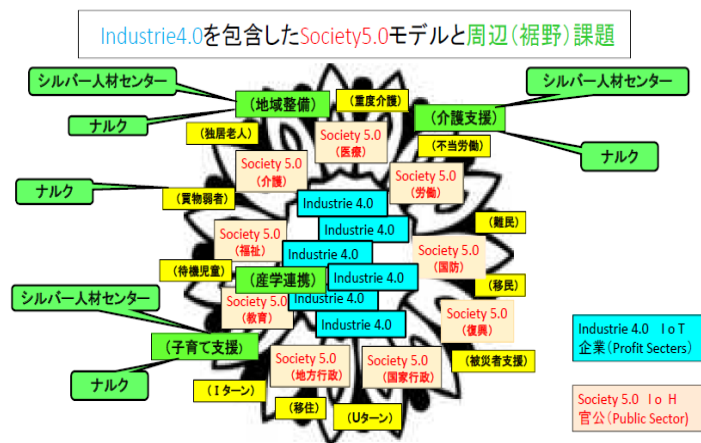 Industrie4.0を包含したSociety5.0モデルと周辺(裾野)課題
シルバー人材センター
(地域整備)
(重度介護)
シルバー人材センター
ナルク
(独居老人)
Society 5.0
(医療)
(介護支援)
(不当労働)
ナルク
Society 5.0
(介護)
Society 5.0
(労働)
ナルク
(買物弱者)
Industrie 4.0
Industrie 4.0
(難民)
Society 5.0
(福祉)
Industrie 4.0
Society 5.0
(国防)
(待機児童)
(産学連携)
Industrie 4.0
(移民)
シルバー人材センター
Society 5.0
(教育)
Industrie 4.0
Industrie 4.0
Society 5.0
(復興)
(子育て支援)
ナルク
Society 5.0
(地方行政)
Society 5.0
(国家行政)
(被災者支援)
(Iターン)
(移住)
(Uターン)
Industrie 4.0 IoT
企業(Profit Secters)
Society 5.0 Io H
官公(Public Sector)